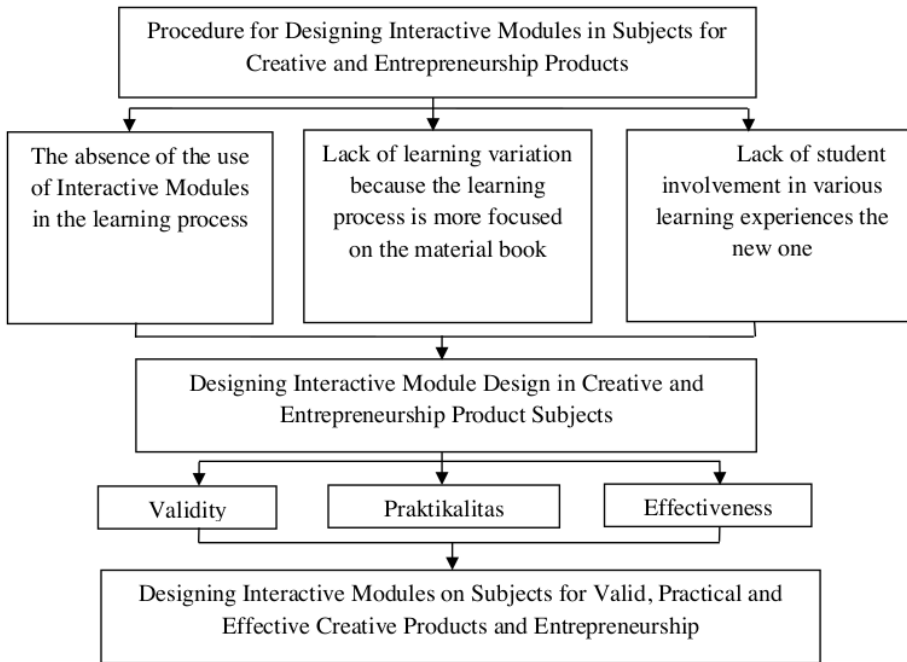 Procedure for Designing Interactive Modules in Subjects for
Creative and Entrepreneurship Products
The absence of the use
of Interactive Modules
in the learning process
Lack of learning variation
because the learning
process is more focused
on the material book
Lack of student
involvement in various
learning experiences the
new one
Designing Interactive Module Design in Creative and
Entrepreneurship Product Subjects
Validity
Praktikalitas
Effectiveness
Designing Interactive Modules on Subjects for Valid, Practical and
Effective Creative Products and Entrepreneurship